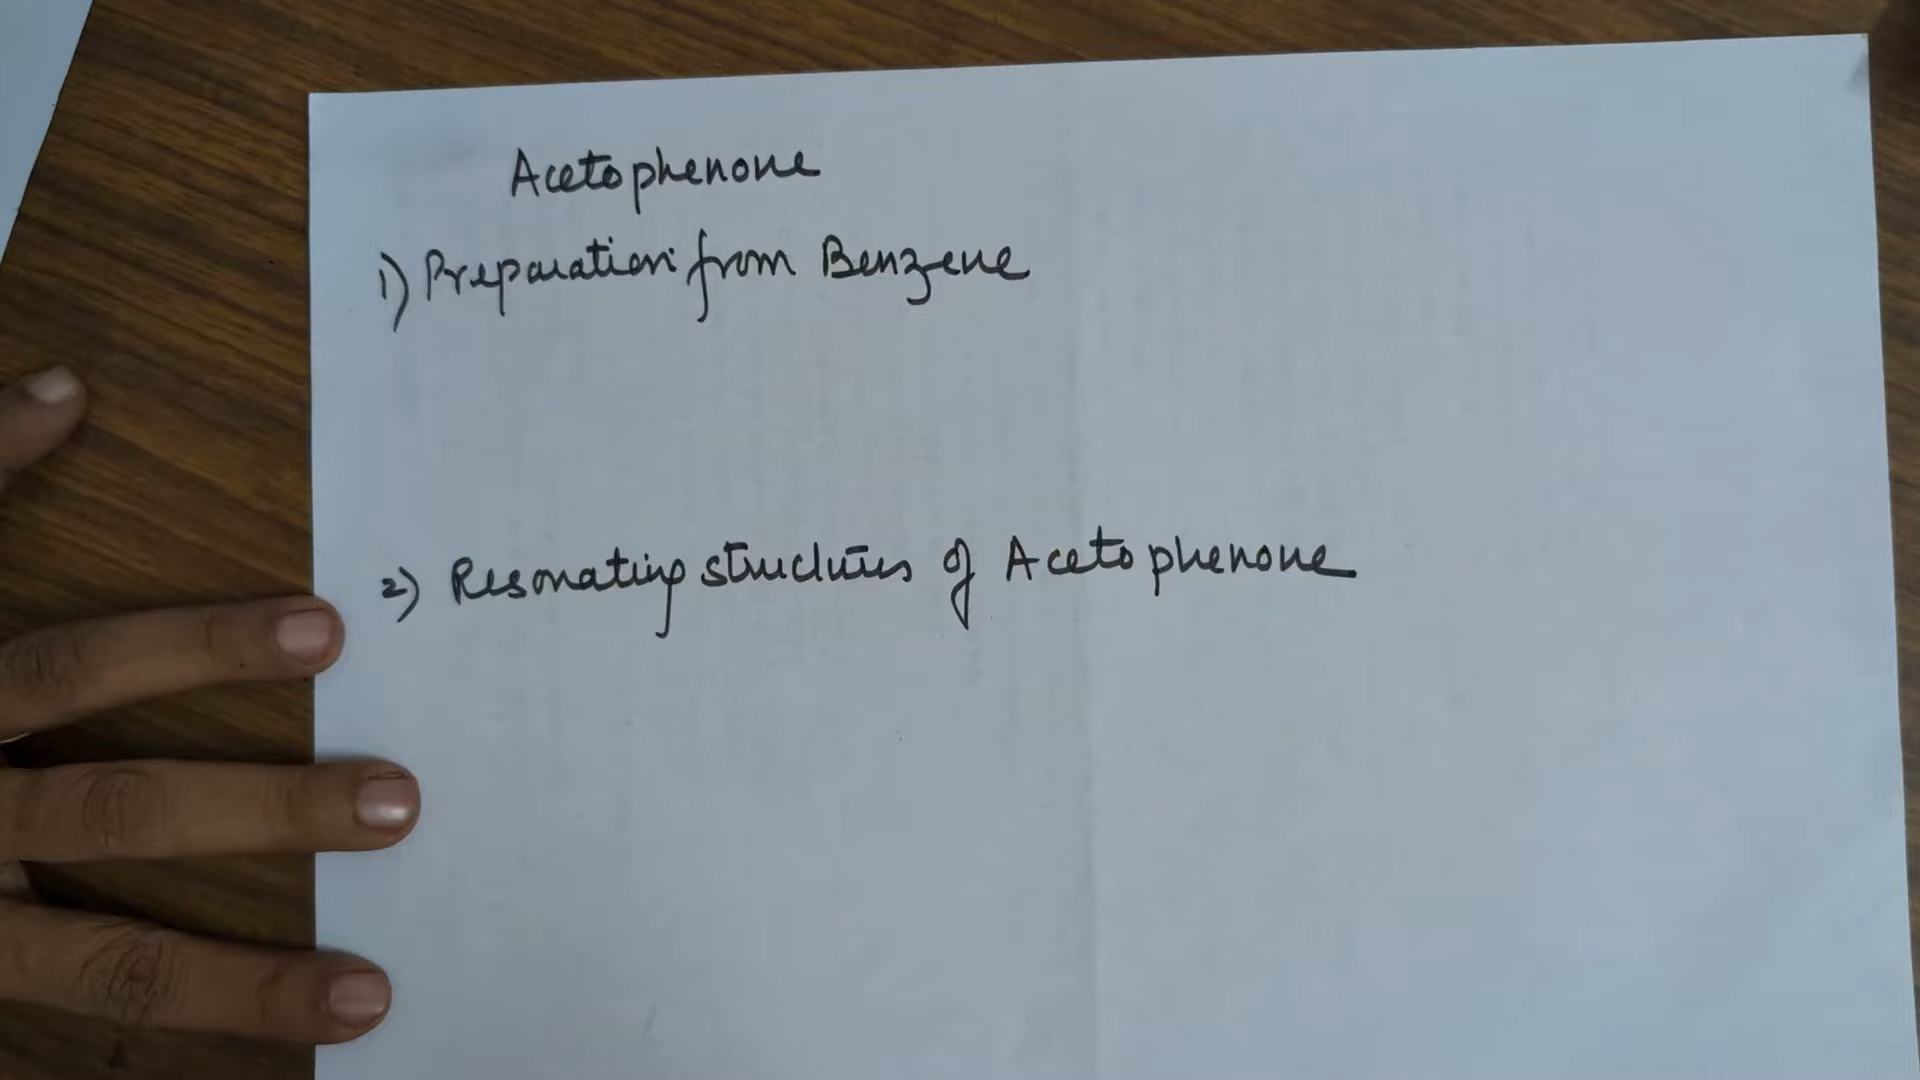 Acetophenone
1) Preparation from Benzene
2) Resonating structures of Acetophenone